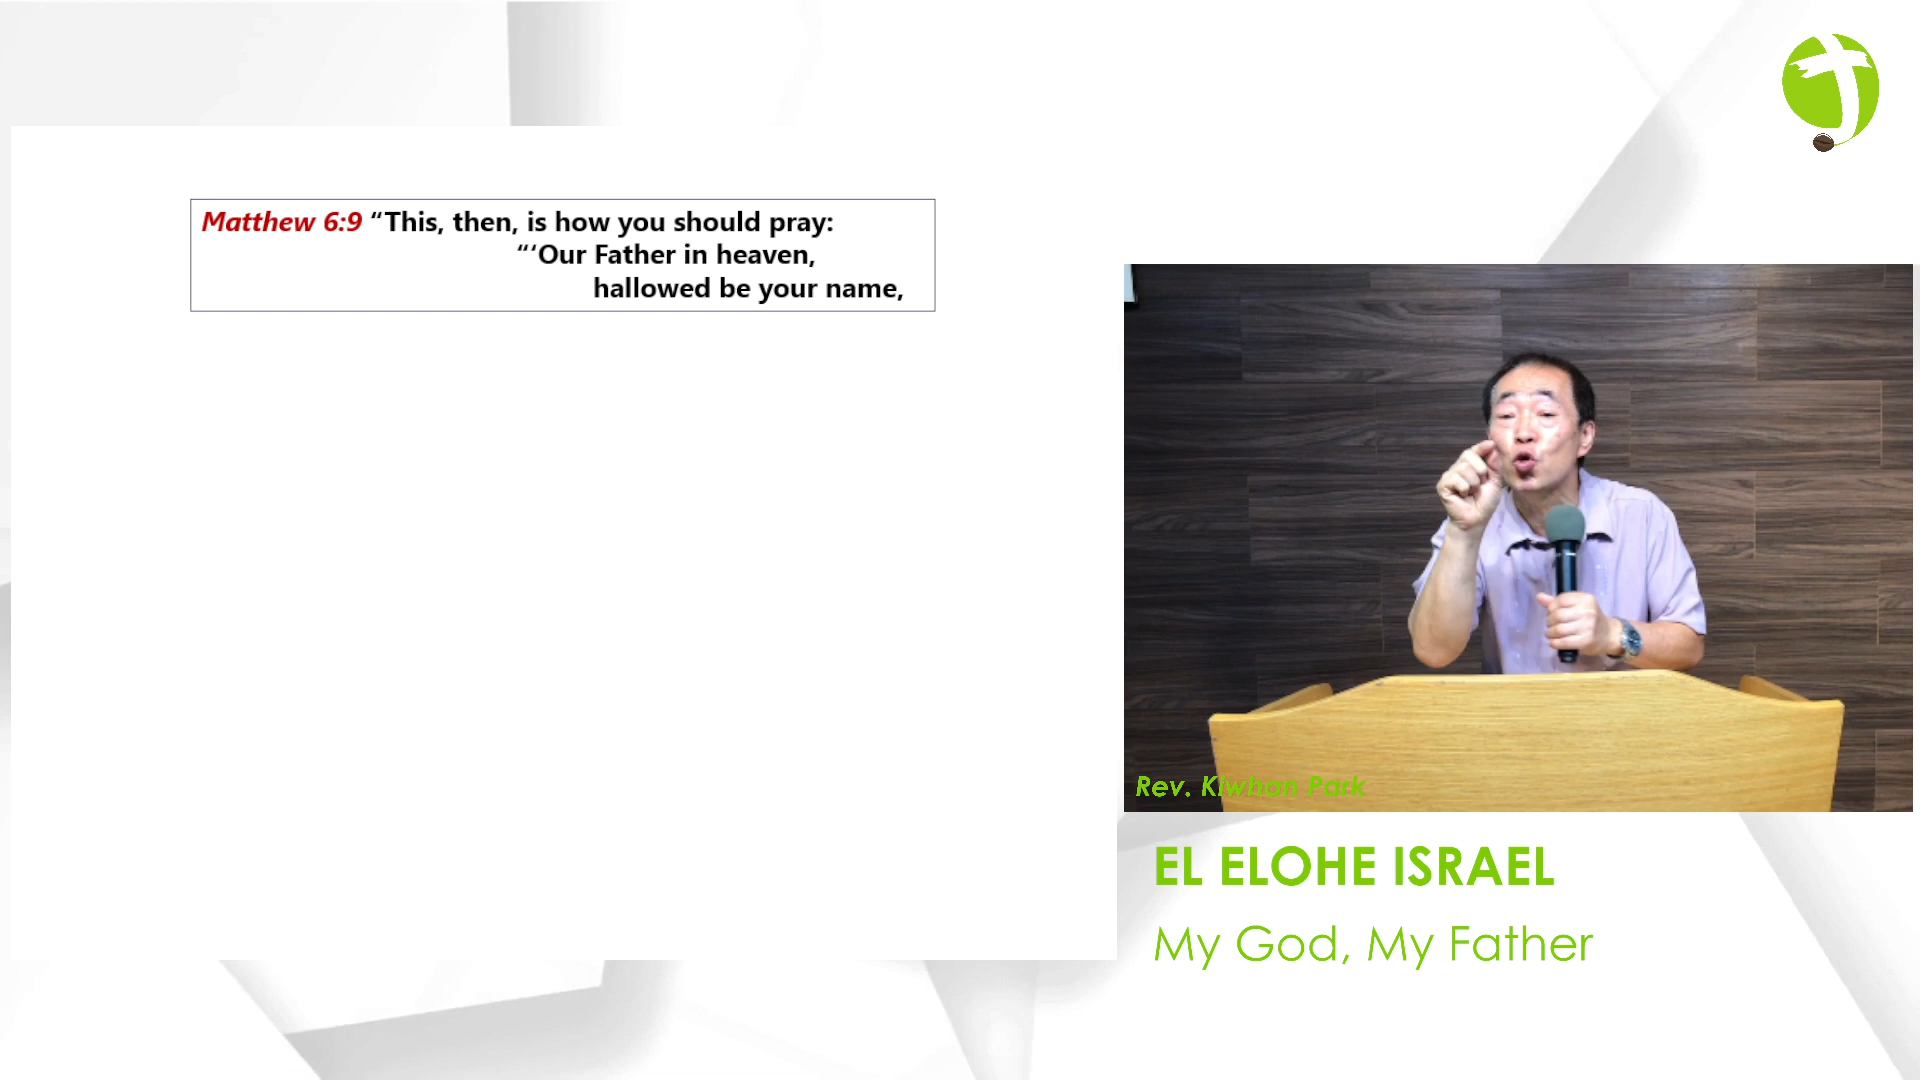 Matthew 6:9 “This, then, is how you should pray:
“‘Our Father in heaven,
hallowed be your name,
Rev. Kiwhan Park
EL ELOHE ISRAEL
My God, My Father